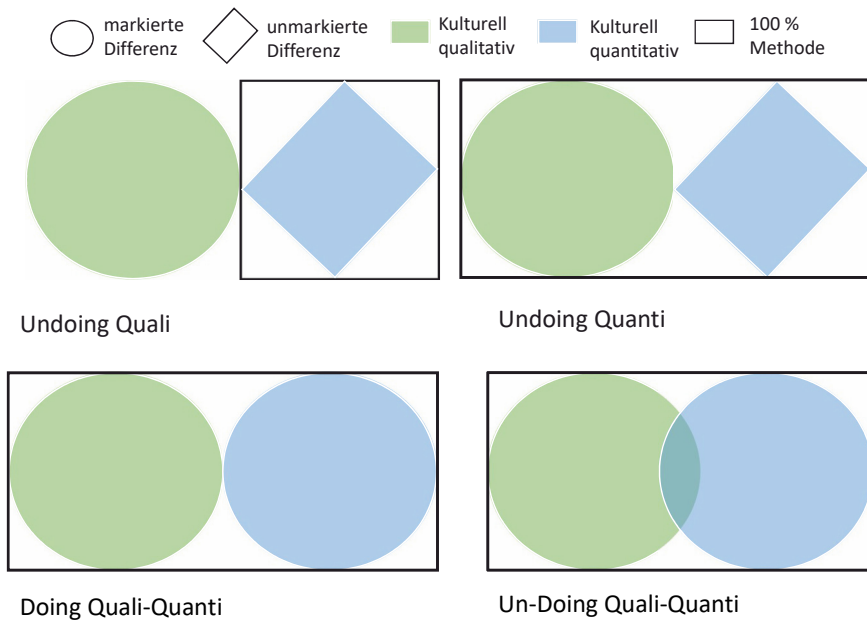 markierte
Differenz
unmarkierte
Differenz
Kulturell
qualitativ
Kulturell
quantitativ
100 %
Methode
Undoing Quali
Undoing Quanti
Doing Quali-Quanti
Un-Doing Quali-Quanti